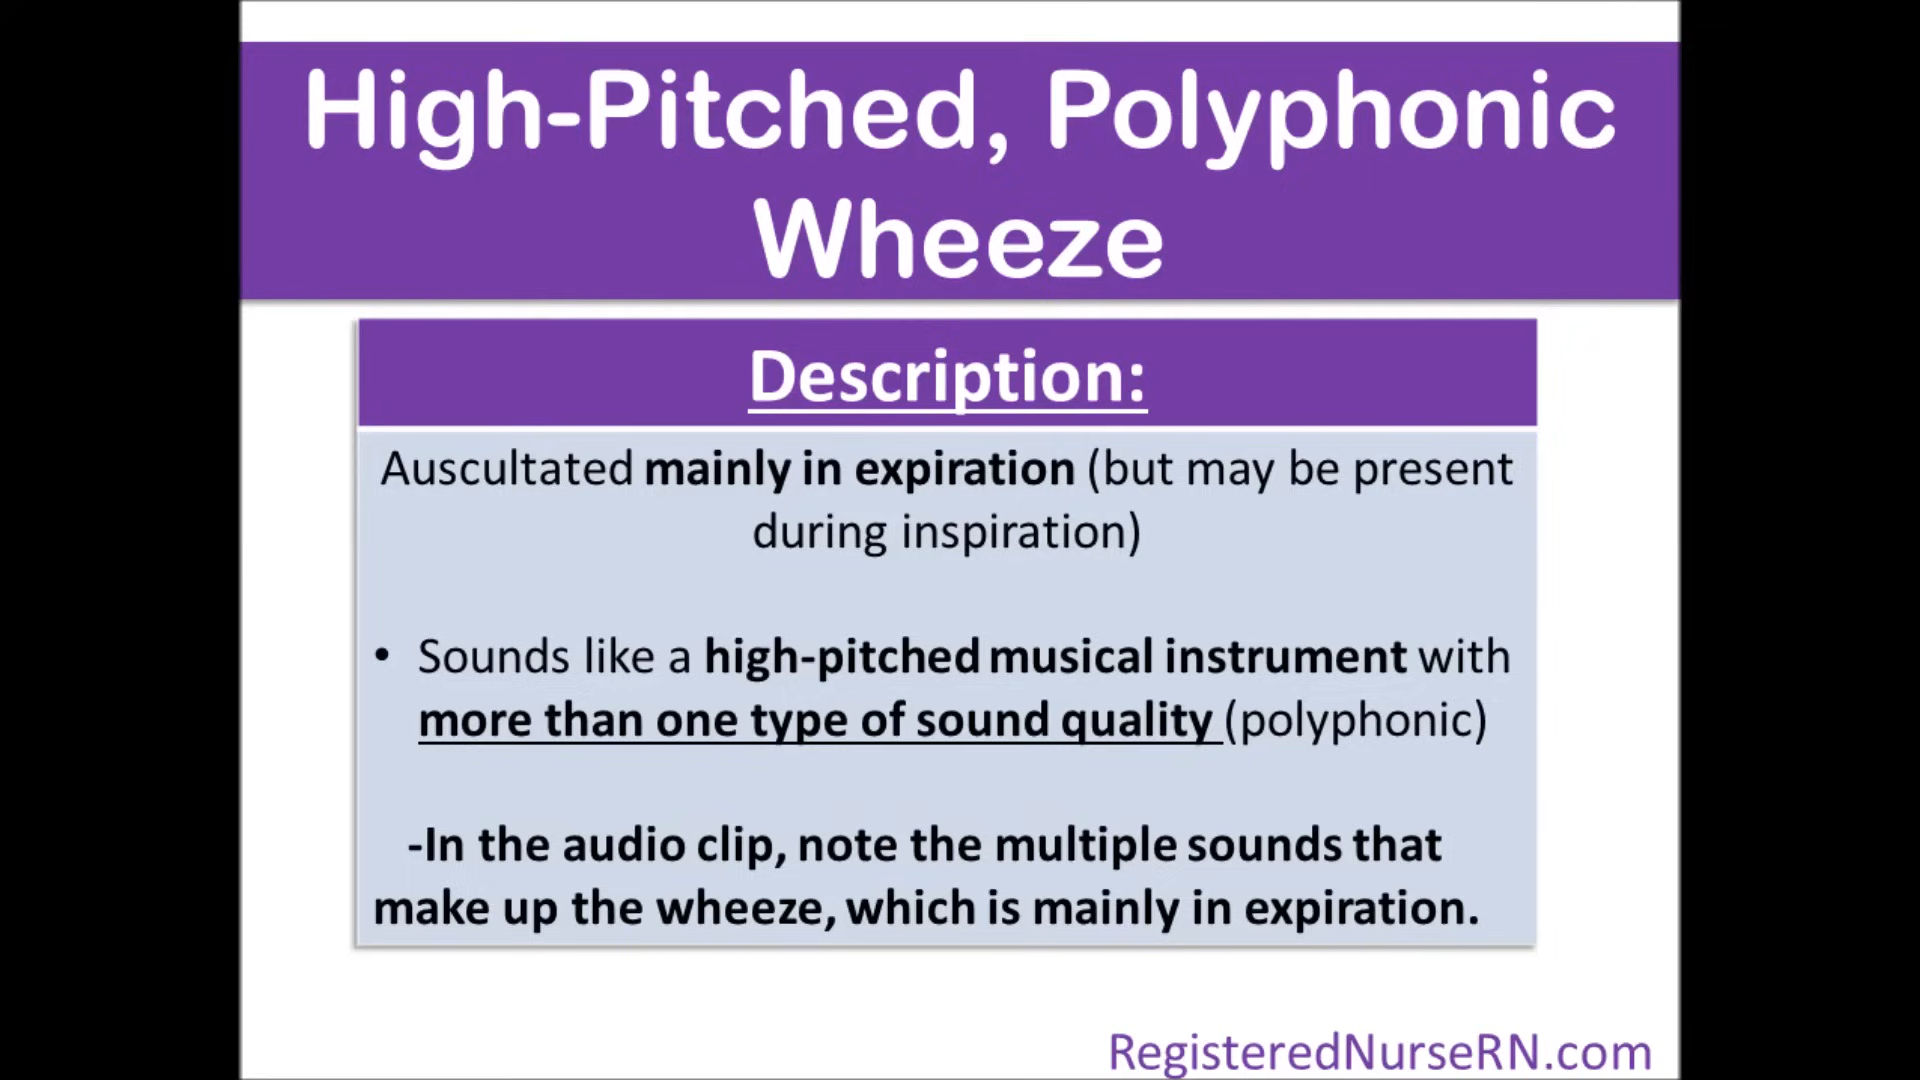 High-Pitched, Polyphonic
Wheeze
Description:
Auscultated mainly in expiration (but may be present
during inspiration)
• Sounds like a high-pitched musical instrument with
more than one type of sound quality (polyphonic)
-In the audio clip, note the multiple sounds that
make up the wheeze, which is mainly in expiration.
RegisteredNurseRN.com